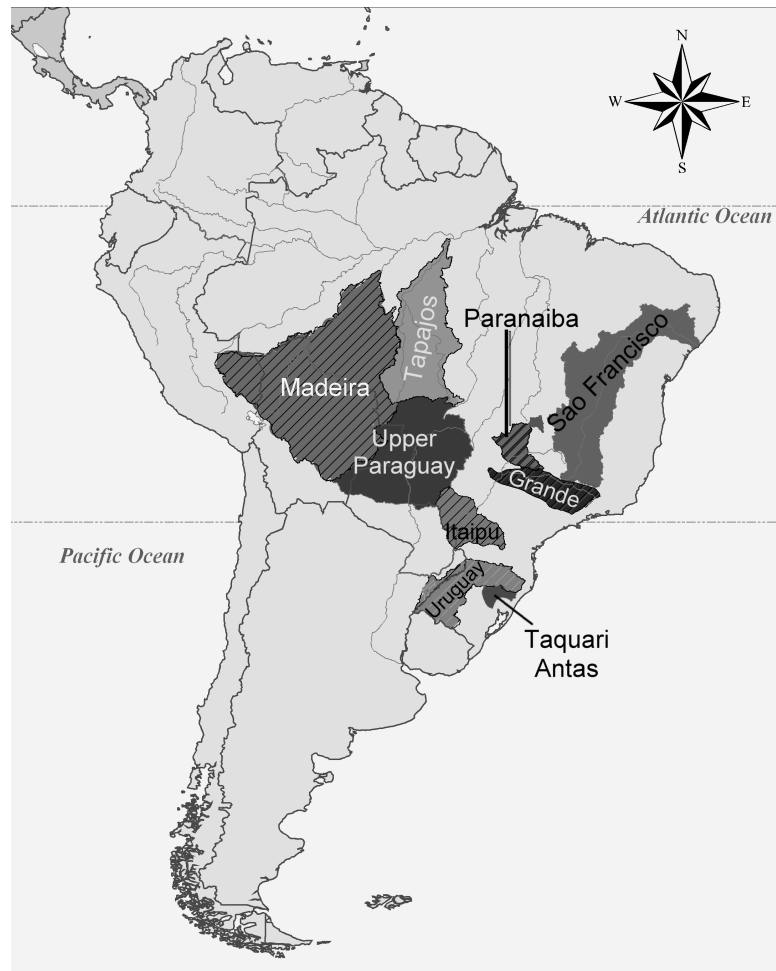 N
W
E
S
Atlantic Ocean
Tapajos
Paranaiba
Sao Francisco
Madeira
Upper
Paraguay
Grande
Itaipu
Pacific Ocean
Uruguay
Taquari
Antas